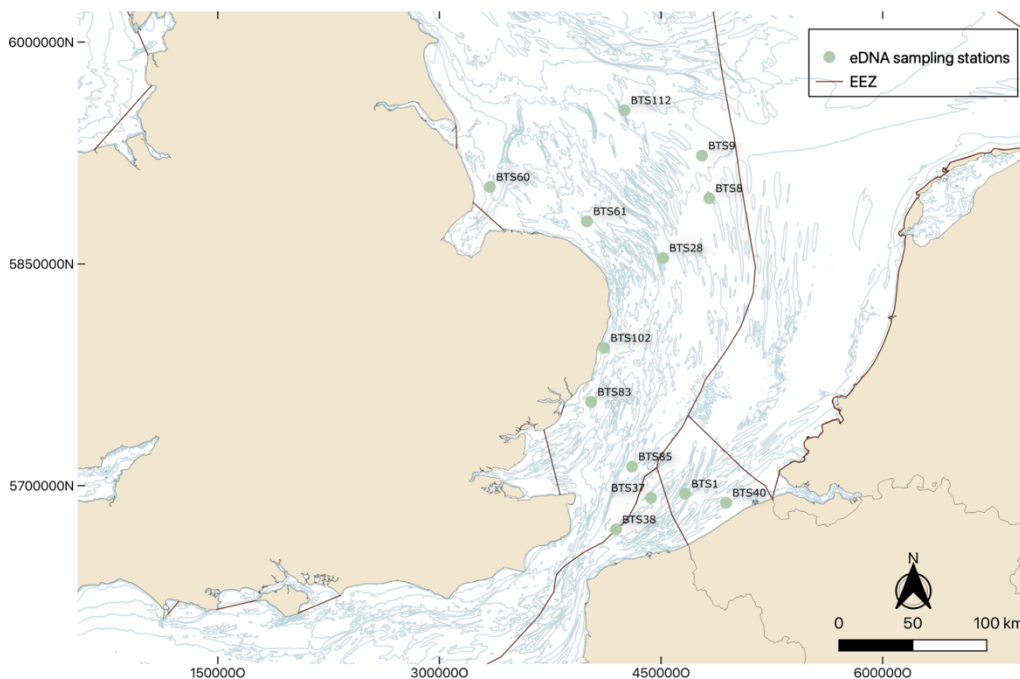 6000000N
eDNA sampling stations
EEZ
BTS112
BTS9
BTS60
BTS8
BTS61
BTS28
5850000N
BTS102
BTS83
BTS85
5700000N
BTS37
BTS1
BTS40
BTS38
N
0 50 100 km
1500000 3000000 4500000 6000000